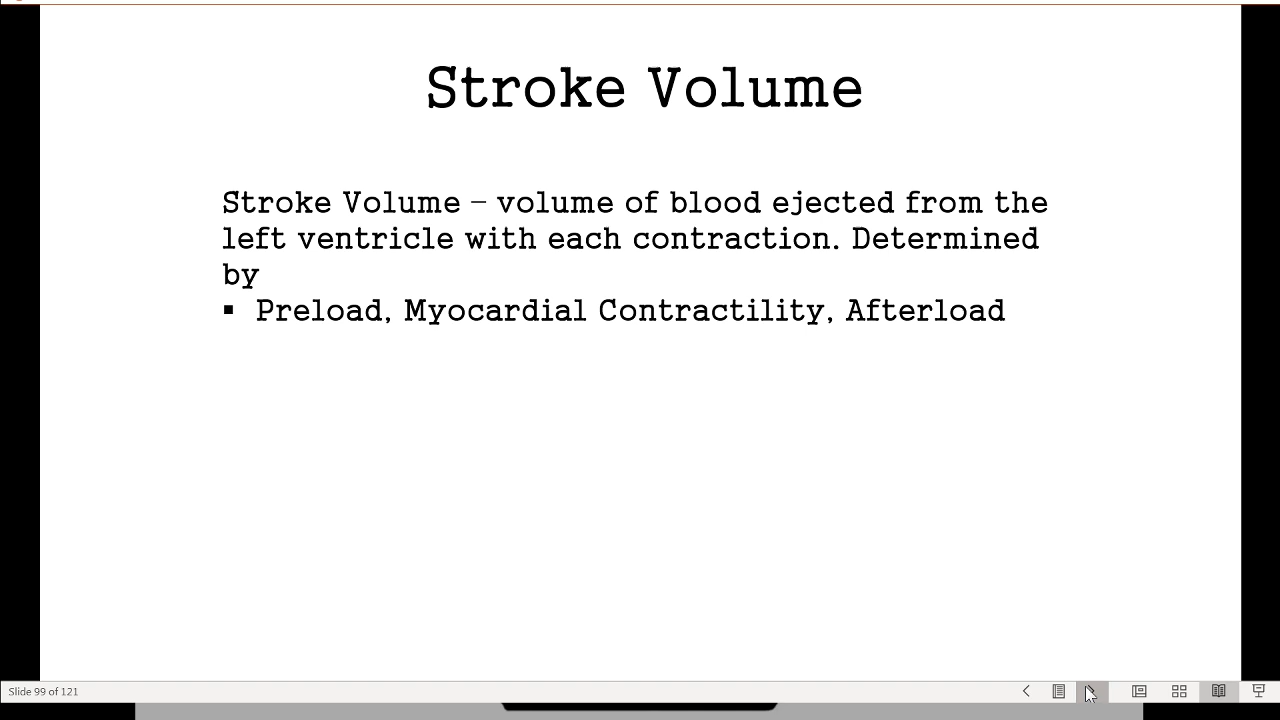 Stroke Volume
Stroke Volume – volume of blood ejected from the
left ventricle with each contraction. Determined
by
▪ Preload, Myocardial Contractility, Afterload
Slide 99 of 121